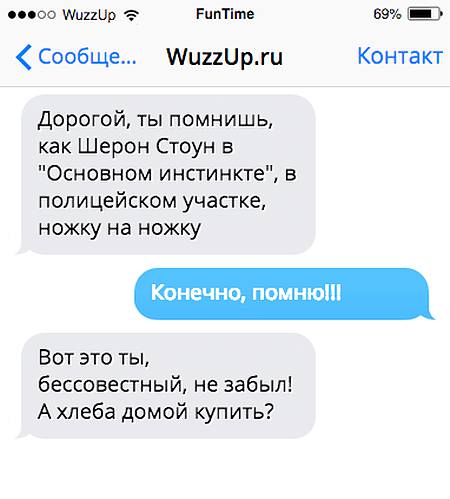 WuzzUp FunTime 69%
Сообще... WuzzUp.ru Контакт
Дорогой, ты помнишь,
как Шерон Стоун в
"Основном инстинкте", в
полицейском участке,
ножку на ножку
Конечно, помню!!!
Вот это ты,
бессовестный, не забыл!
А хлеба домой купить?